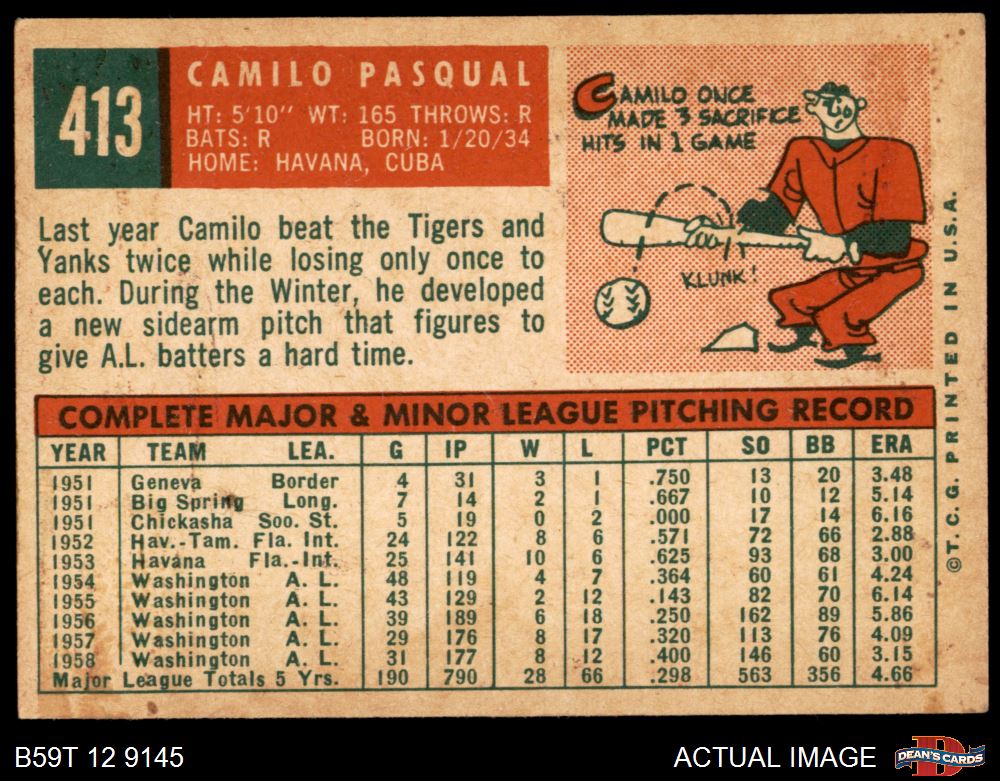 413
CAMILO PASQUAL
HT: 5'10" WT: 165 THROWS: R
BATS: R BORN: 1/20/34
HOME: HAVANA, CUBA
CAMILO ONCE
MADE 3 SACRIFICE
HITS IN 1 GAME
KLUNK!
Last year Camilo beat the Tigers and
Yanks twice while losing only once to
each. During the Winter, he developed
a new sidearm pitch that figures to
give A.L. batters a hard time.
COMPLETE MAJOR & MINOR LEAGUE PITCHING RECORD
YEAR TEAM LEA. G IP W L PCT SO BB ERA
1951 Geneva Border 4 31 3 1 .750 13 20 3.48
1951 Big Spring Long. 7 14 2 1 .667 10 12 5.14
1951 Chickasha Soo. St. 5 19 0 2 .000 17 14 6.16
1952 Hav.-Tam. Fla. Int. 24 122 8 6 .571 72 66 2.88
1953 Havana Fla.-Int. 25 141 10 6 .625 93 68 3.00
1954 Washington A. L. 48 119 4 7 .364 60 61 4.24
1955 Washington A. L. 43 129 2 12 .143 82 70 6.14
1956 Washington A. L. 39 189 6 18 .250 162 89 5.86
1957 Washington A. L. 29 176 8 17 .320 113 76 4.09
1958 Washington A. L. 31 177 8 12 .400 146 60 3.15
Major League Totals 5 Yrs. 190 790 28 66 .298 563 356 4.66
©T.C.G. PRINTED IN U.S.A.
B59T 12 9145
ACTUAL IMAGE
DEAN'S CARDS